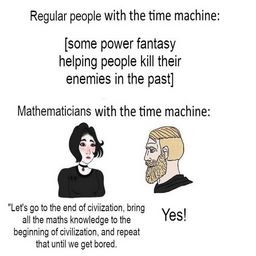 Regular people with the time machine:
[some power fantasy
helping people kill their
enemies in the past]
Mathematicians with the time machine:
"Let's go to the end of civiization, bring
all the maths knowledge to the
beginning of civilization, and repeat
that until we get bored.
Yes!